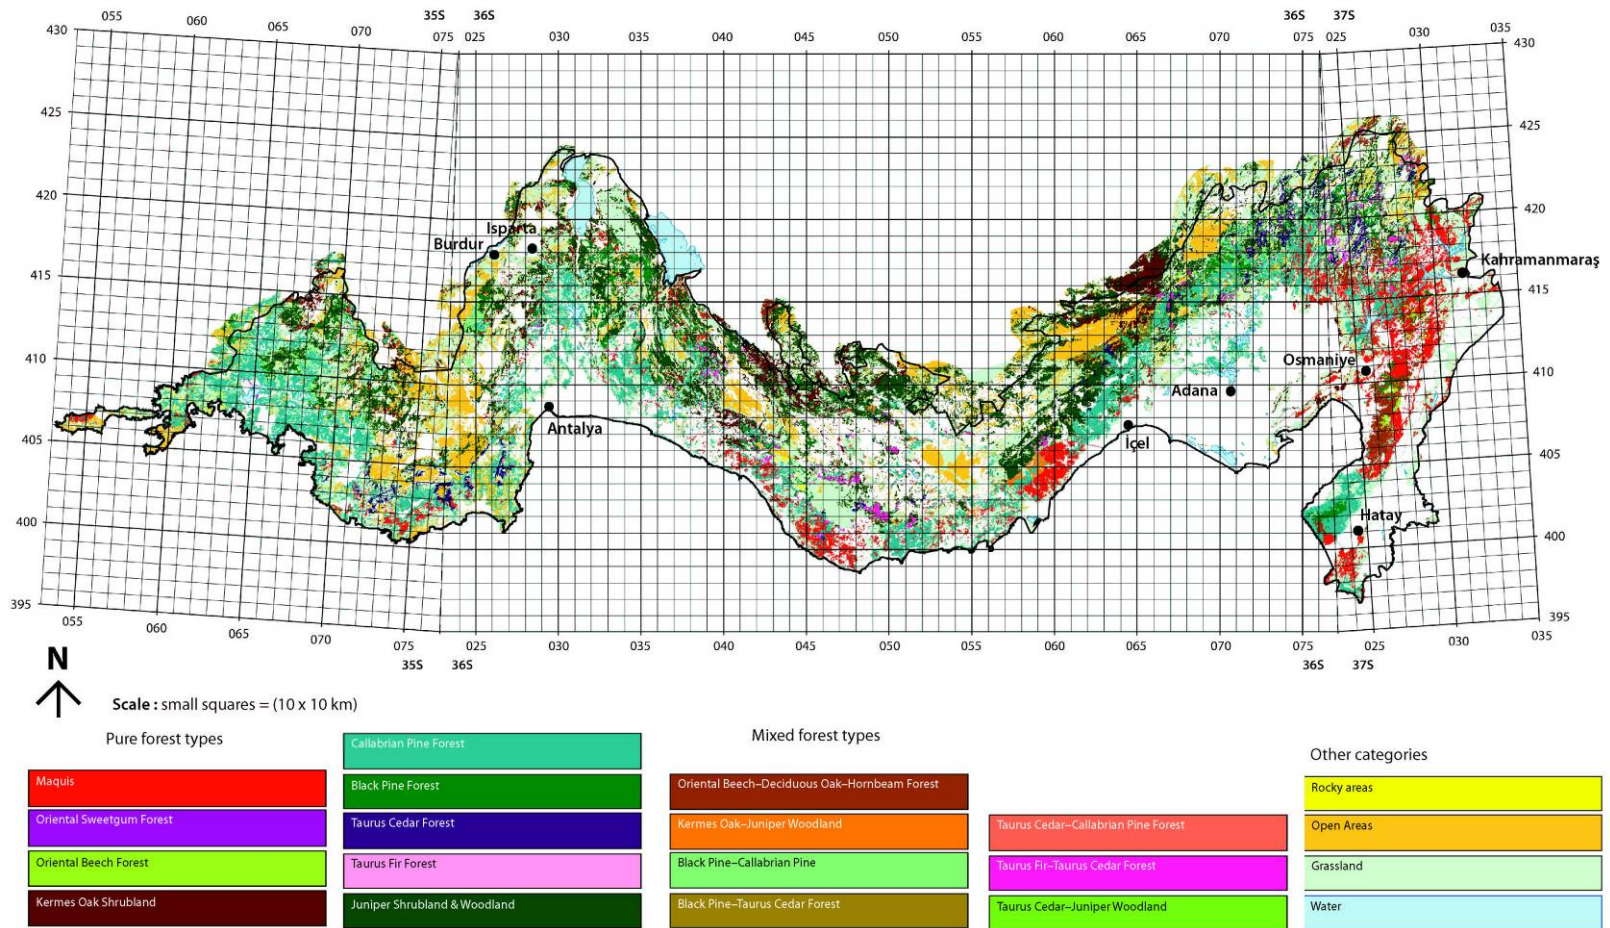 055 060 065 070 35S 36S 36S 37S
075 025 030 035 040 045 050 055 060 065 070 075 025 030 035
430 430
425 425
420 420
Isparta
Burdur
Kahramanmaraş
415 415
Osmaniye
410 410
Adana
Antalya
İçel
405 405
Hatay
400 400
395 395
055 060 065 070 075 025 030 035 040 045 050 055 060 065 070 075 025 030 035
35S 36S 36S 37S
N
Scale : small squares = (10 x 10 km)
Pure forest types
Maquis
Oriental Sweetgum Forest
Oriental Beech Forest
Kermes Oak Shrubland
Callabrian Pine Forest
Black Pine Forest
Taurus Cedar Forest
Taurus Fir Forest
Juniper Shrubland & Woodland
Mixed forest types
Oriental Beech–Deciduous Oak–Hornbeam Forest
Kermes Oak–Juniper Woodland
Black Pine–Callabrian Pine
Black Pine–Taurus Cedar Forest
Taurus Cedar–Callabrian Pine Forest
Taurus Fir–Taurus Cedar Forest
Taurus Cedar–Juniper Woodland
Other categories
Rocky areas
Open Areas
Grassland
Water